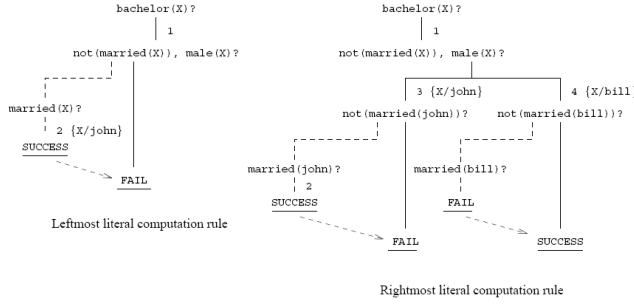 bachelor(X)?
1
not(married(X)), male(X)?
married(X)?
2 {X/john}
SUCCESS
FAIL
Leftmost literal computation rule
bachelor(X)?
1
not(married(X)), male(X)?
3 {X/john}
4 {X/bill}
not(married(john))?
not(married(bill))?
married(john)?
married(bill)?
2
SUCCESS
FAIL
FAIL
SUCCESS
Rightmost literal computation rule